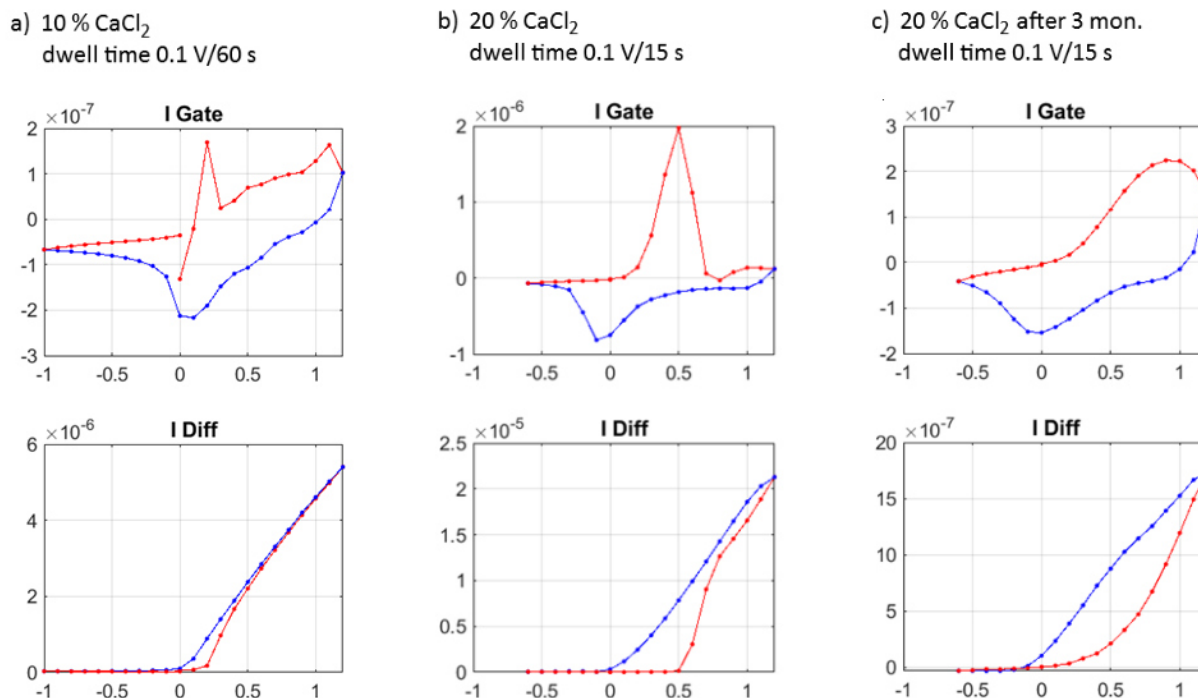 a) 10 % CaCl₂
dwell time 0.1 V/60 s
b) 20 % CaCl₂
dwell time 0.1 V/15 s
c) 20 % CaCl₂ after 3 mon.
dwell time 0.1 V/15 s
×10⁻⁷
I Gate
2
1
0
-1
-2
-3
-1 -0.5 0 0.5 1
×10⁻⁶
I Gate
2
1
0
-1
-1 -0.5 0 0.5 1
×10⁻⁷
I Gate
3
2
1
0
-1
-2
-1 -0.5 0 0.5 1
×10⁻⁶
I Diff
6
4
2
0
-1 -0.5 0 0.5 1
×10⁻⁵
I Diff
2.5
2
1.5
1
0.5
0
-1 -0.5 0 0.5 1
×10⁻⁷
I Diff
20
15
10
5
0
-1 -0.5 0 0.5 1